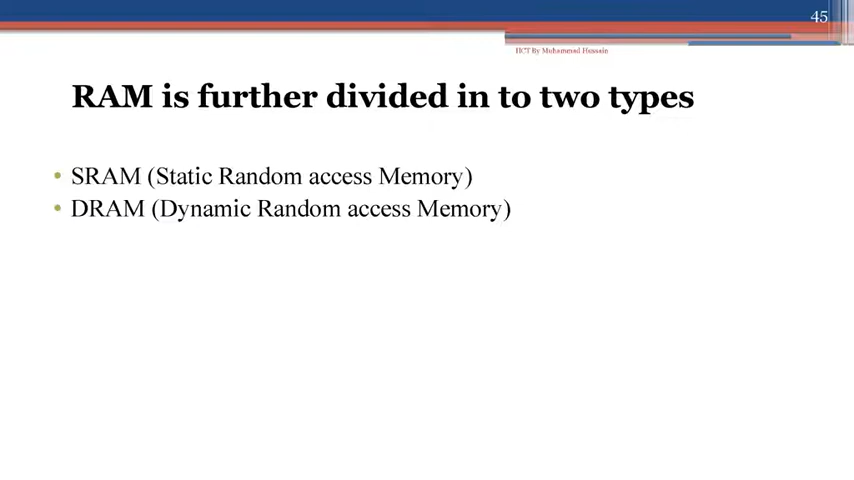 45
ICT By Muhammad Hussain
RAM is further divided in to two types
• SRAM (Static Random access Memory)
• DRAM (Dynamic Random access Memory)